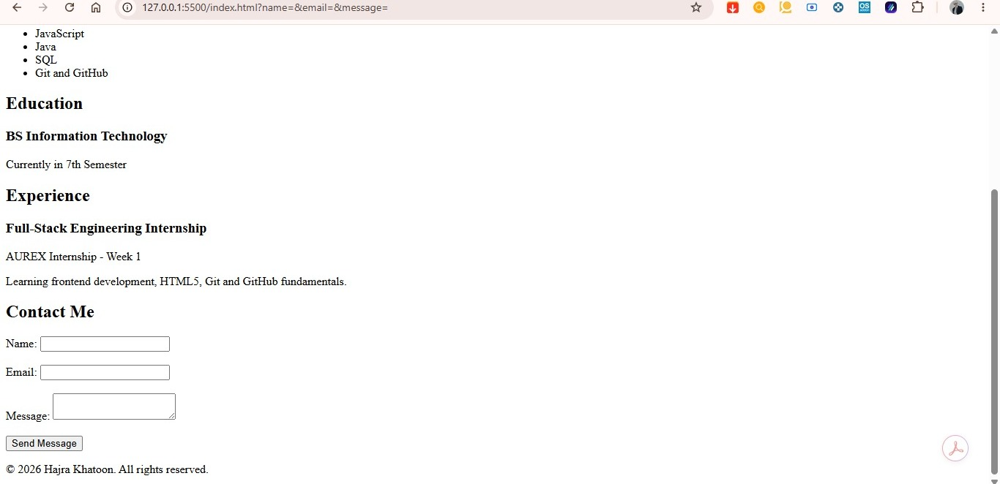 127.0.0.1:5500/index.html?name=&email=&message=
OS
JavaScript
Java
SQL
Git and GitHub
Education
BS Information Technology
Currently in 7th Semester
Experience
Full-Stack Engineering Internship
AUREX Internship - Week 1
Learning frontend development, HTML5, Git and GitHub fundamentals.
Contact Me
Name:
Email:
Message:
Send Message
© 2026 Hajra Khatoon. All rights reserved.